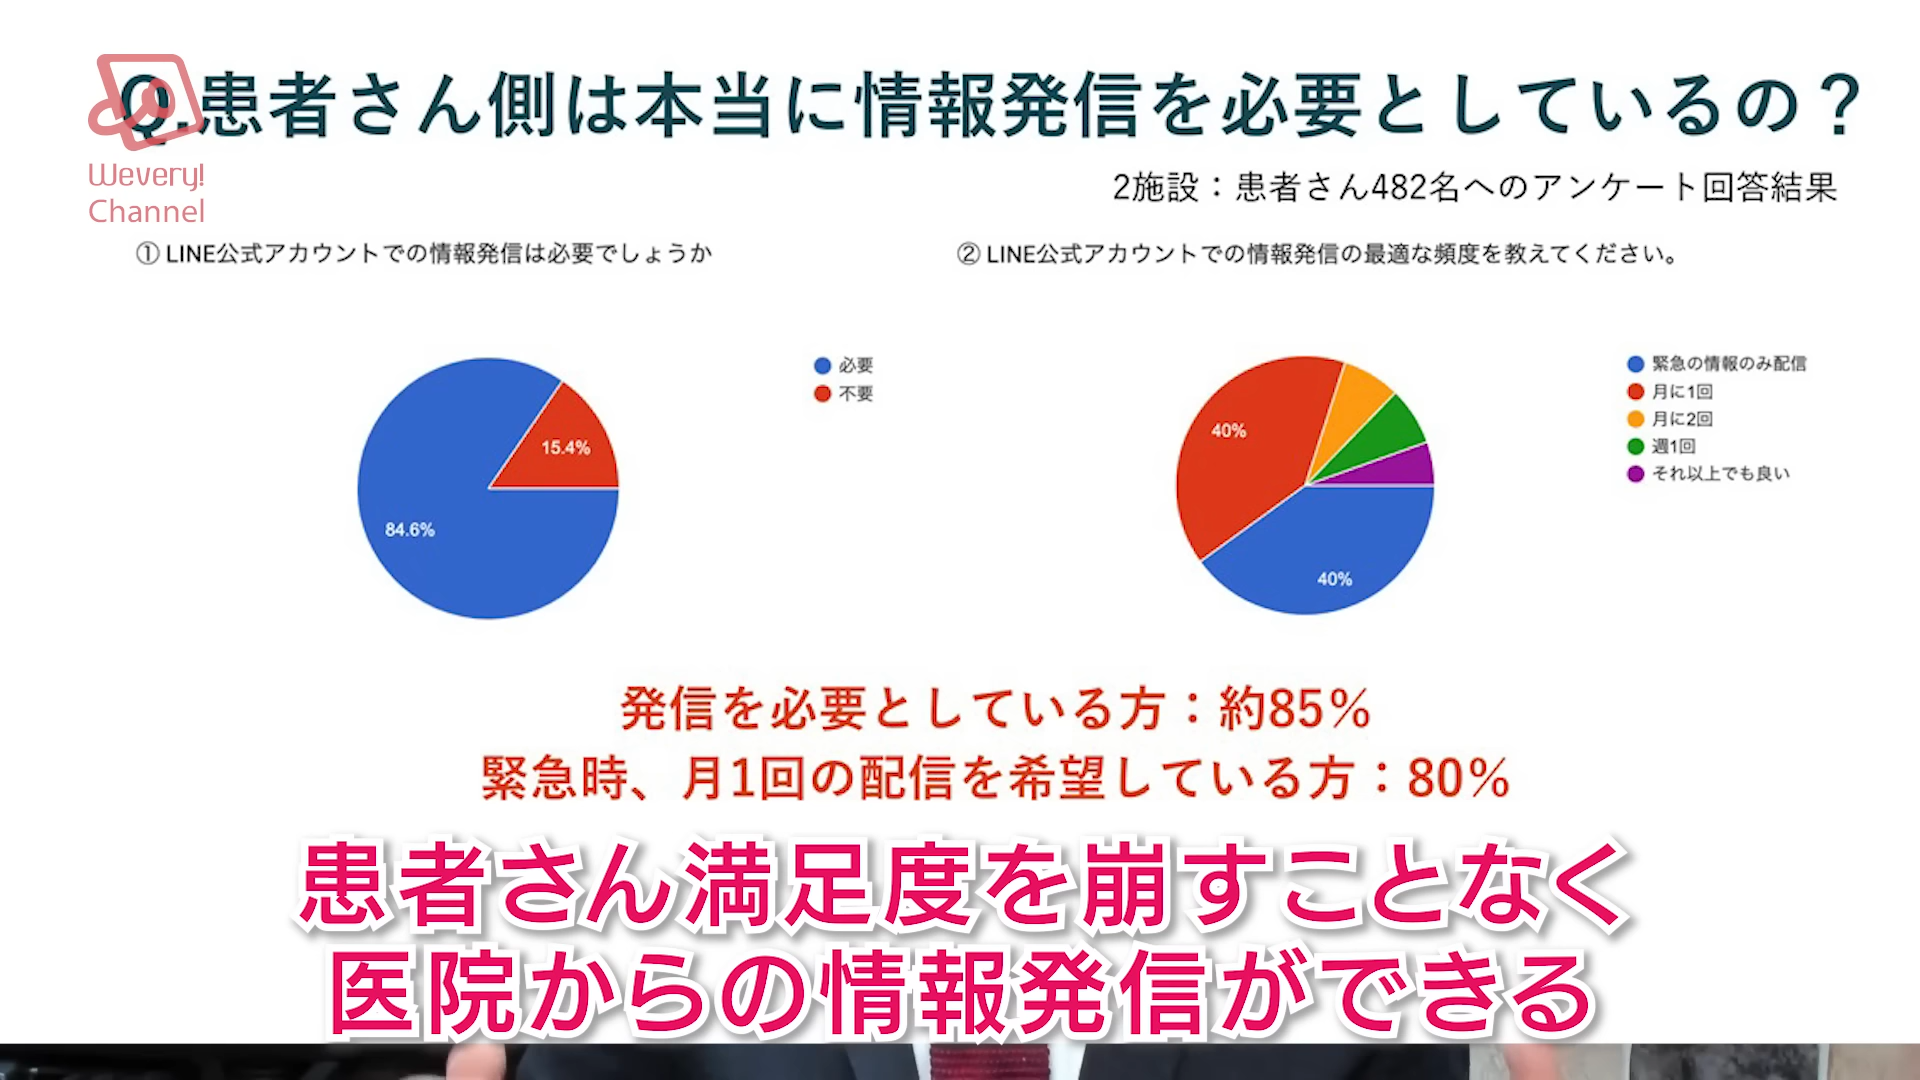 Q.患者さん側は本当に情報発信を必要としているの？
Wevery!
Channel
2施設：患者さん482名へのアンケート回答結果
① LINE公式アカウントでの情報発信は必要でしょうか
必要
不要
15.4%
84.6%
② LINE公式アカウントでの情報発信の最適な頻度を教えてください。
緊急の情報のみ配信
月に1回
月に2回
週1回
それ以上でも良い
40%
40%
発信を必要としている方：約85%
緊急時、月1回の配信を希望している方：80%
患者さん満足度を崩すことなく
医院からの情報発信ができる